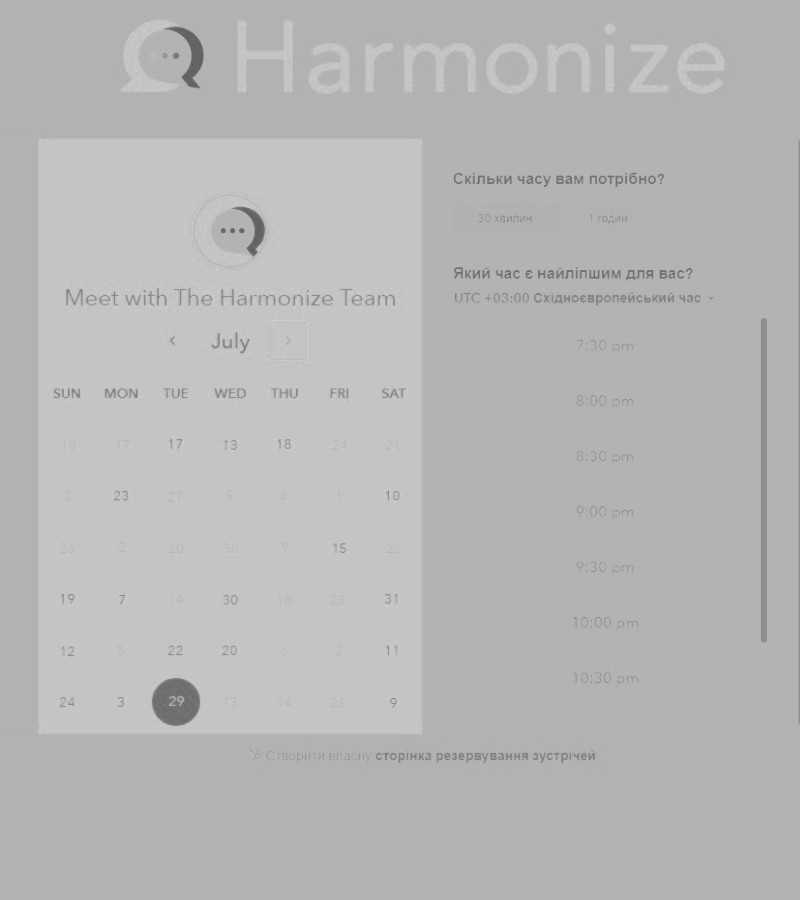 Harmonize
Meet with The Harmonize Team
July
SUN MON TUE WED THU FRI SAT
10 17 17 13 18 24 21
2 23 27 5 4 1 10
26 2 20 30 9 15 22
19 7 14 30 18 25 31
12 5 22 20 6 2 11
24 3 29 13 14 25 9
Скільки часу вам потрібно?
30 хвилин 1 годин
Який час є найліпшим для вас?
UTC +03:00 Східноєвропейський час
7:30 pm
8:00 pm
8:30 pm
9:00 pm
9:30 pm
10:00 pm
10:30 pm
Створити власну сторінка резервування зустрічей